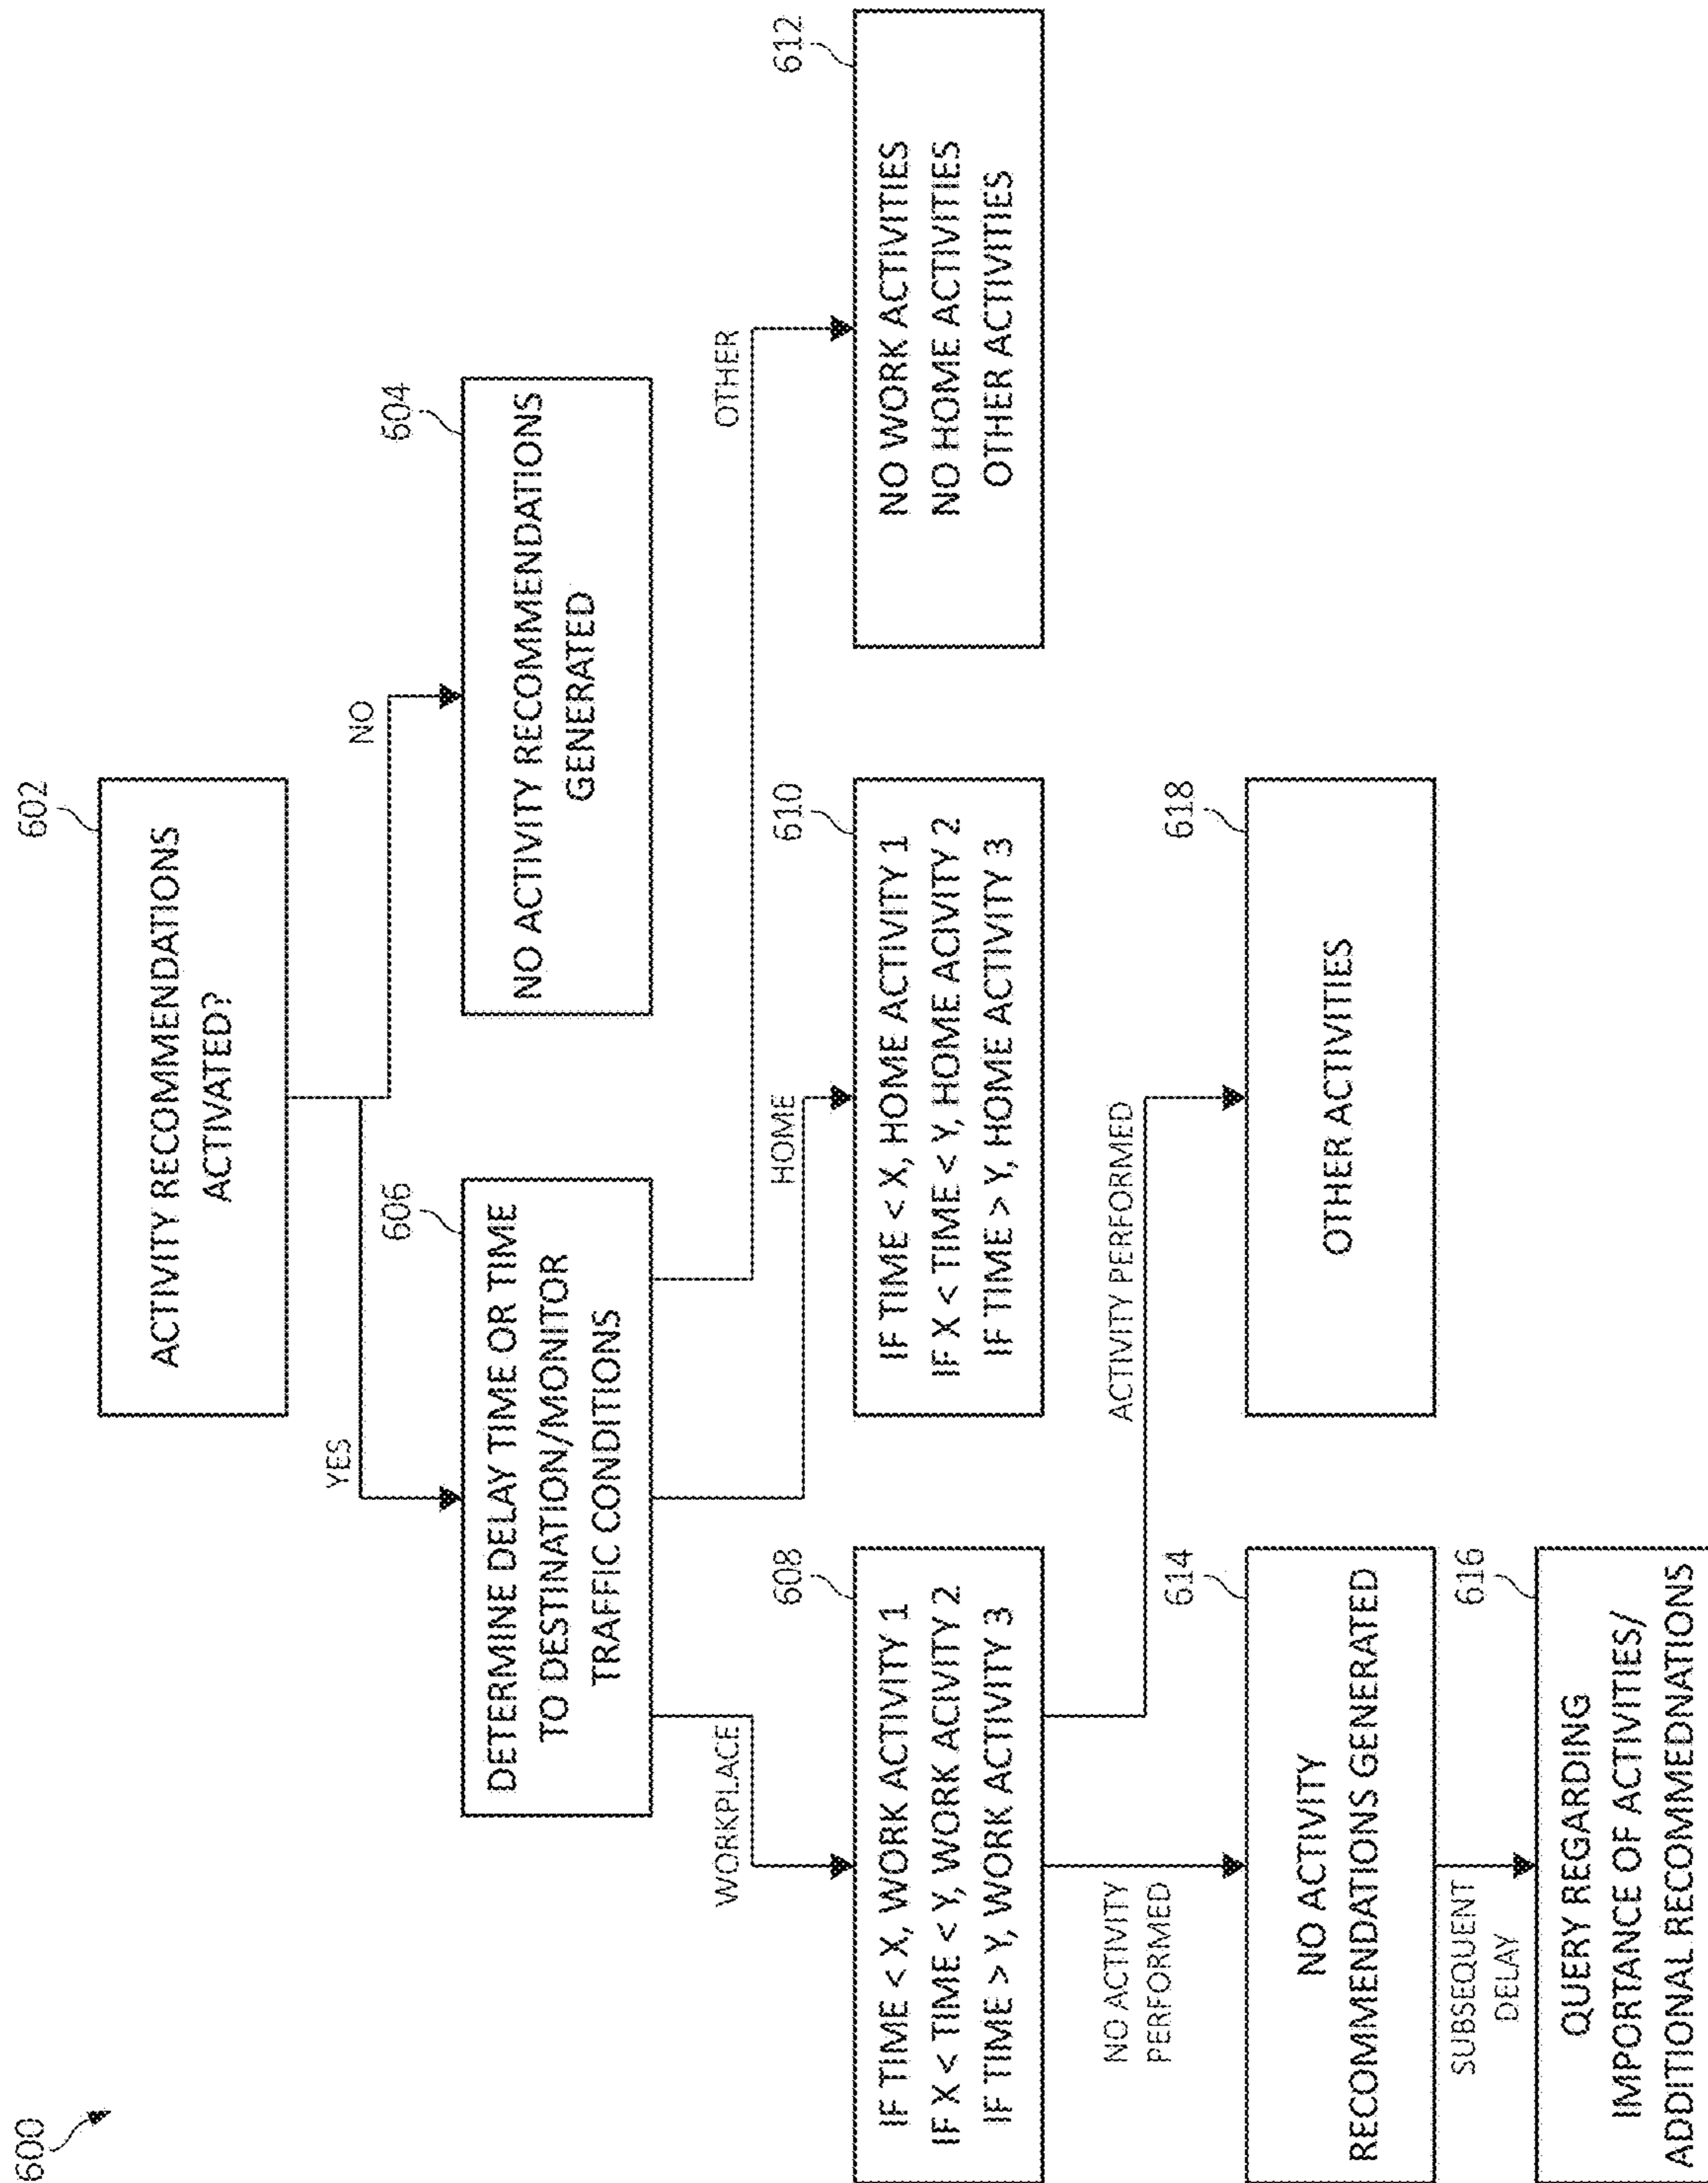 600
602
ACTIVITY RECOMMENDATIONS
ACTIVATED?
YES
NO
606
DETERMINE DELAY TIME OR TIME
TO DESTINATION/MONITOR
TRAFFIC CONDITIONS
604
NO ACTIVITY RECOMMENDATIONS
GENERATED
WORKPLACE
HOME
OTHER
608
IF TIME < X, WORK ACTIVITY 1
IF X < TIME < Y, WORK ACIVITY 2
IF TIME > Y, WORK ACTIVITY 3
610
IF TIME < X, HOME ACTIVITY 1
IF X < TIME < Y, HOME ACIVITY 2
IF TIME > Y, HOME ACTIVITY 3
612
NO WORK ACTIVITIES
NO HOME ACTIVITIES
OTHER ACTIVITIES
NO ACTIVITY
PERFORMED
ACTIVITY PERFORMED
614
NO ACTIVITY
RECOMMENDATIONS GENERATED
618
OTHER ACTIVITIES
SUBSEQUENT
DELAY
616
QUERY REGARDING
IMPORTANCE OF ACTIVITIES/
ADDITIONAL RECOMMEDNATIONS